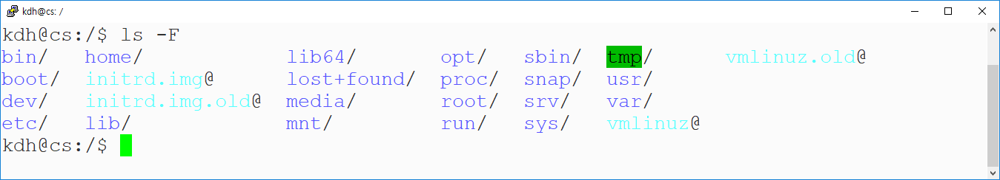 kdh@cs: /
kdh@cs:/$ ls -F
bin/ home/ lib64/ opt/ sbin/ tmp/ vmlinuz.old@
boot/ initrd.img@ lost+found/ proc/ snap/ usr/
dev/ initrd.img.old@ media/ root/ srv/ var/
etc/ lib/ mnt/ run/ sys/ vmlinuz@
kdh@cs:/$